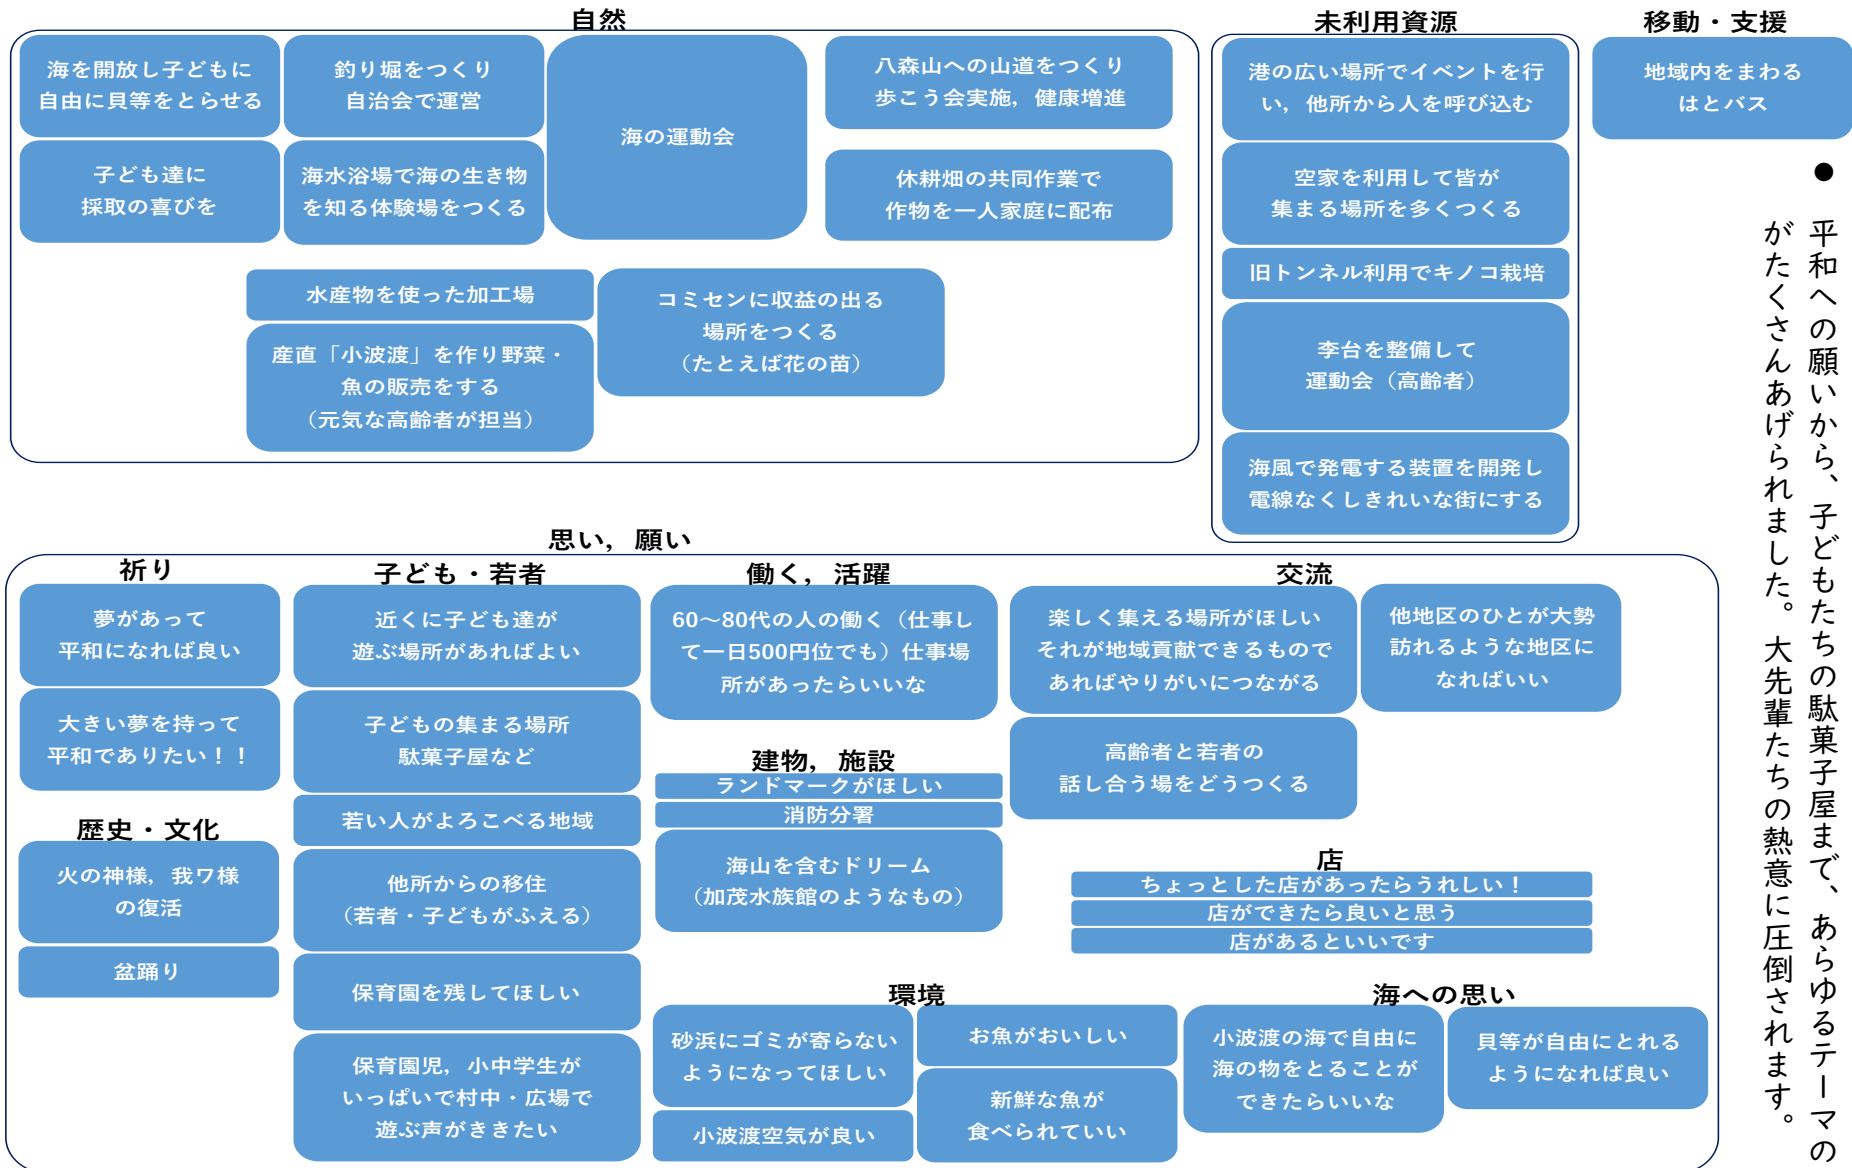 自然
海を開放し子どもに
自由に貝等をとらせる
釣り堀をつくり
自治会で運営
海の運動会
八森山への山道をつくり
歩こう会実施，健康増進
子ども達に
採取の喜びを
海水浴場で海の生き物
を知る体験場をつくる
休耕畑の共同作業で
作物を一人家庭に配布
水産物を使った加工場
産直「小波渡」を作り野菜・
魚の販売をする
（元気な高齢者が担当）
コミセンに収益の出る
場所をつくる
（たとえば花の苗）
未利用資源
港の広い場所でイベントを行
い，他所から人を呼び込む
空家を利用して皆が
集まる場所を多くつくる
旧トンネル利用でキノコ栽培
李台を整備して
運動会（高齢者）
海風で発電する装置を開発し
電線なくしきれいな街にする
移動・支援
地域内をまわる
はとバス
● 平和への願いから、子どもたちの駄菓子屋まで、あらゆるテーマの
がたくさんあげられました。大先輩たちの熱意に圧倒されます。
思い，願い
祈り
夢があって
平和になれば良い
大きい夢を持って
平和でありたい！！
歴史・文化
火の神様，我ワ様
の復活
盆踊り
子ども・若者
近くに子ども達が
遊ぶ場所があればよい
子どもの集まる場所
駄菓子屋など
若い人がよろこべる地域
他所からの移住
（若者・子どもがふえる）
保育園を残してほしい
保育園児，小中学生が
いっぱいで村中・広場で
遊ぶ声がききたい
働く，活躍
60～80代の人の働く（仕事し
て一日500円位でも）仕事場
所があったらいいな
建物，施設
ランドマークがほしい
消防分署
海山を含むドリーム
（加茂水族館のようなもの）
交流
楽しく集える場所がほしい
それが地域貢献できるもので
あればやりがいにつながる
他地区のひとが大勢
訪れるような地区に
なればいい
高齢者と若者の
話し合う場をどうつくる
店
ちょっとした店があったらうれしい！
店ができたら良いと思う
店があるといいです
環境
砂浜にゴミが寄らない
ようになってほしい
小波渡空気が良い
お魚がおいしい
新鮮な魚が
食べられていい
海への思い
小波渡の海で自由に
海の物をとることが
できたらいいな
貝等が自由にとれる
ようになれば良い